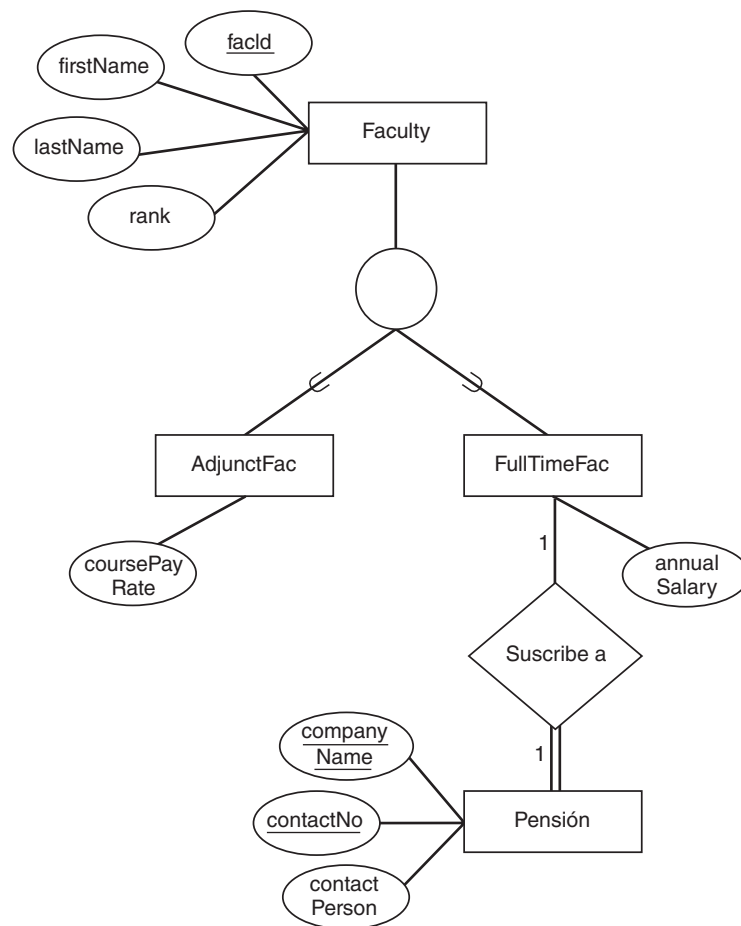 facId
firstName
Faculty
lastName
rank
AdjunctFac
FullTimeFac
coursePay
Rate
1
annual
Salary
Suscribe a
company
Name
1
contactNo
Pensión
contact
Person